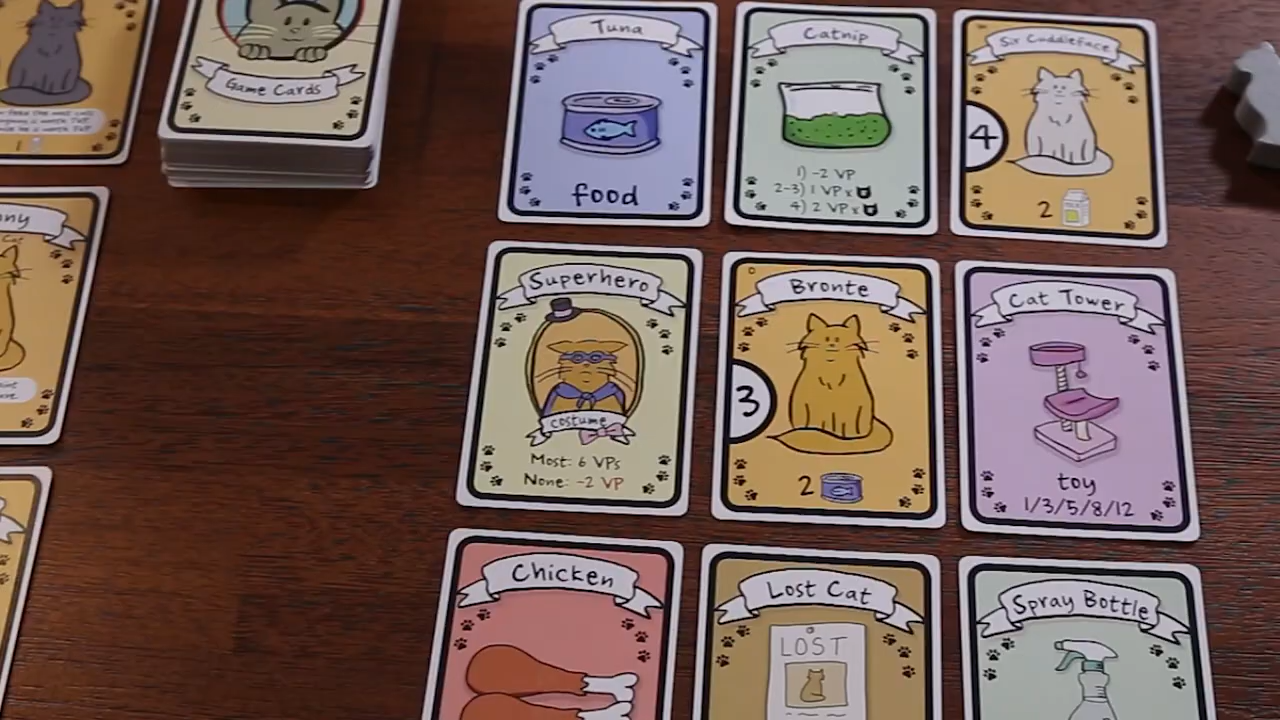 Game Cards
Tuna
food
Catnip
1) -2 VP
2-3) 1 VP x
4) 2 VP x
Sir Cuddleface
4
2
Superhero
costume
Most: 6 VPs
None: -2 VP
Bronte
3
2
Cat Tower
toy
1/3/5/8/12
Chicken
Lost Cat
LOST
Spray Bottle
1
Cat